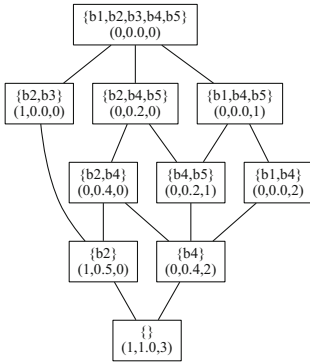 {b1,b2,b3,b4,b5}
(0,0.0,0)
{b2,b3}
(1,0.0,0)
{b2,b4,b5}
(0,0.2,0)
{b1,b4,b5}
(0,0.0,1)
{b2,b4}
(0,0.4,0)
{b4,b5}
(0,0.2,1)
{b1,b4}
(0,0.0,2)
{b2}
(1,0.5,0)
{b4}
(0,0.4,2)
{}
(1,1.0,3)